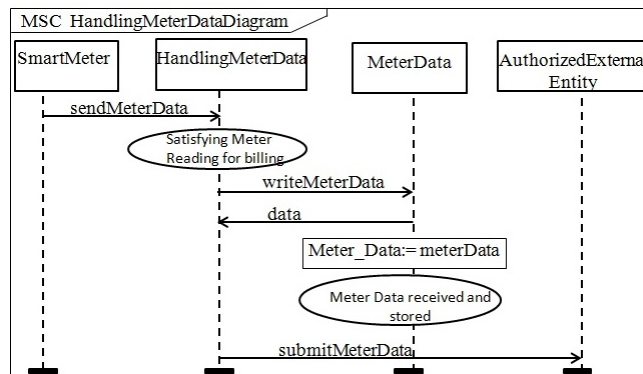 MSC HandlingMeterDataDiagram
SmartMeter
HandlingMeterData
MeterData
AuthorizedExterna
Entity
sendMeterData
Satisfying Meter
Reading for billing
writeMeterData
data
Meter_Data:= meterData
Meter Data received and
stored
submitMeterData